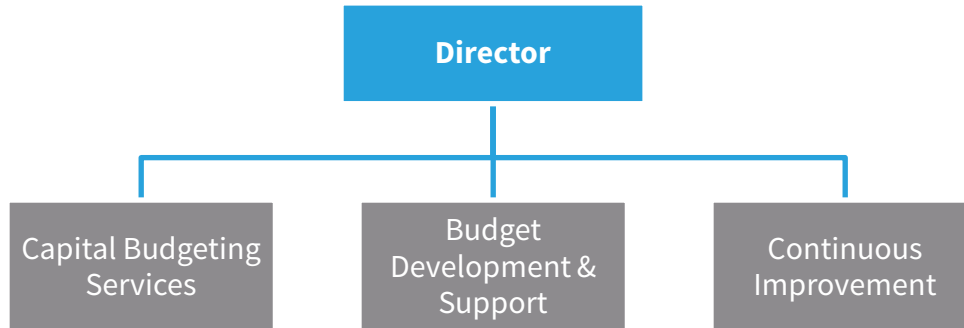 Director
Capital Budgeting
Services
Budget
Development &
Support
Continuous
Improvement